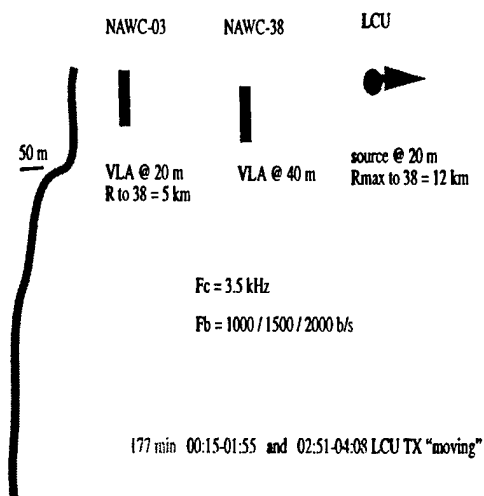 NAWC-03
NAWC-38
LCU
50 m
VLA @ 20 m
R to 38 = 5 km
VLA @ 40 m
source @ 20 m
Rmax to 38 = 12 km
Fc = 3.5 kHz
Fb = 1000 / 1500 / 2000 b/s
177 min 00:15-01:55 and 02:51-04:08 LCU TX "moving"